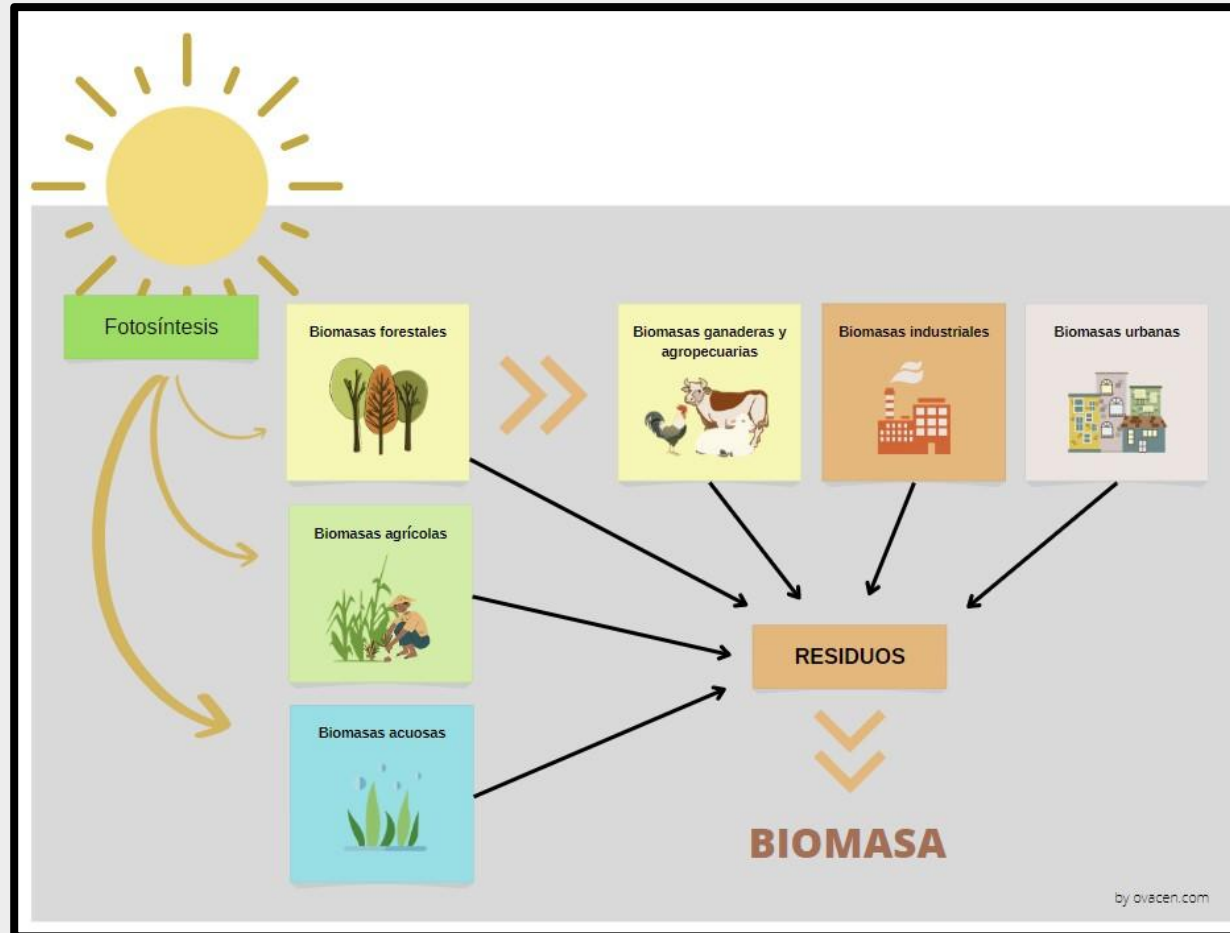 Fotosíntesis
Biomasas forestales
Biomasas ganaderas y
agropecuarias
Biomasas industriales
Biomasas urbanas
Biomasas agrícolas
RESIDUOS
Biomasas acuosas
BIOMASA
by ovacen.com